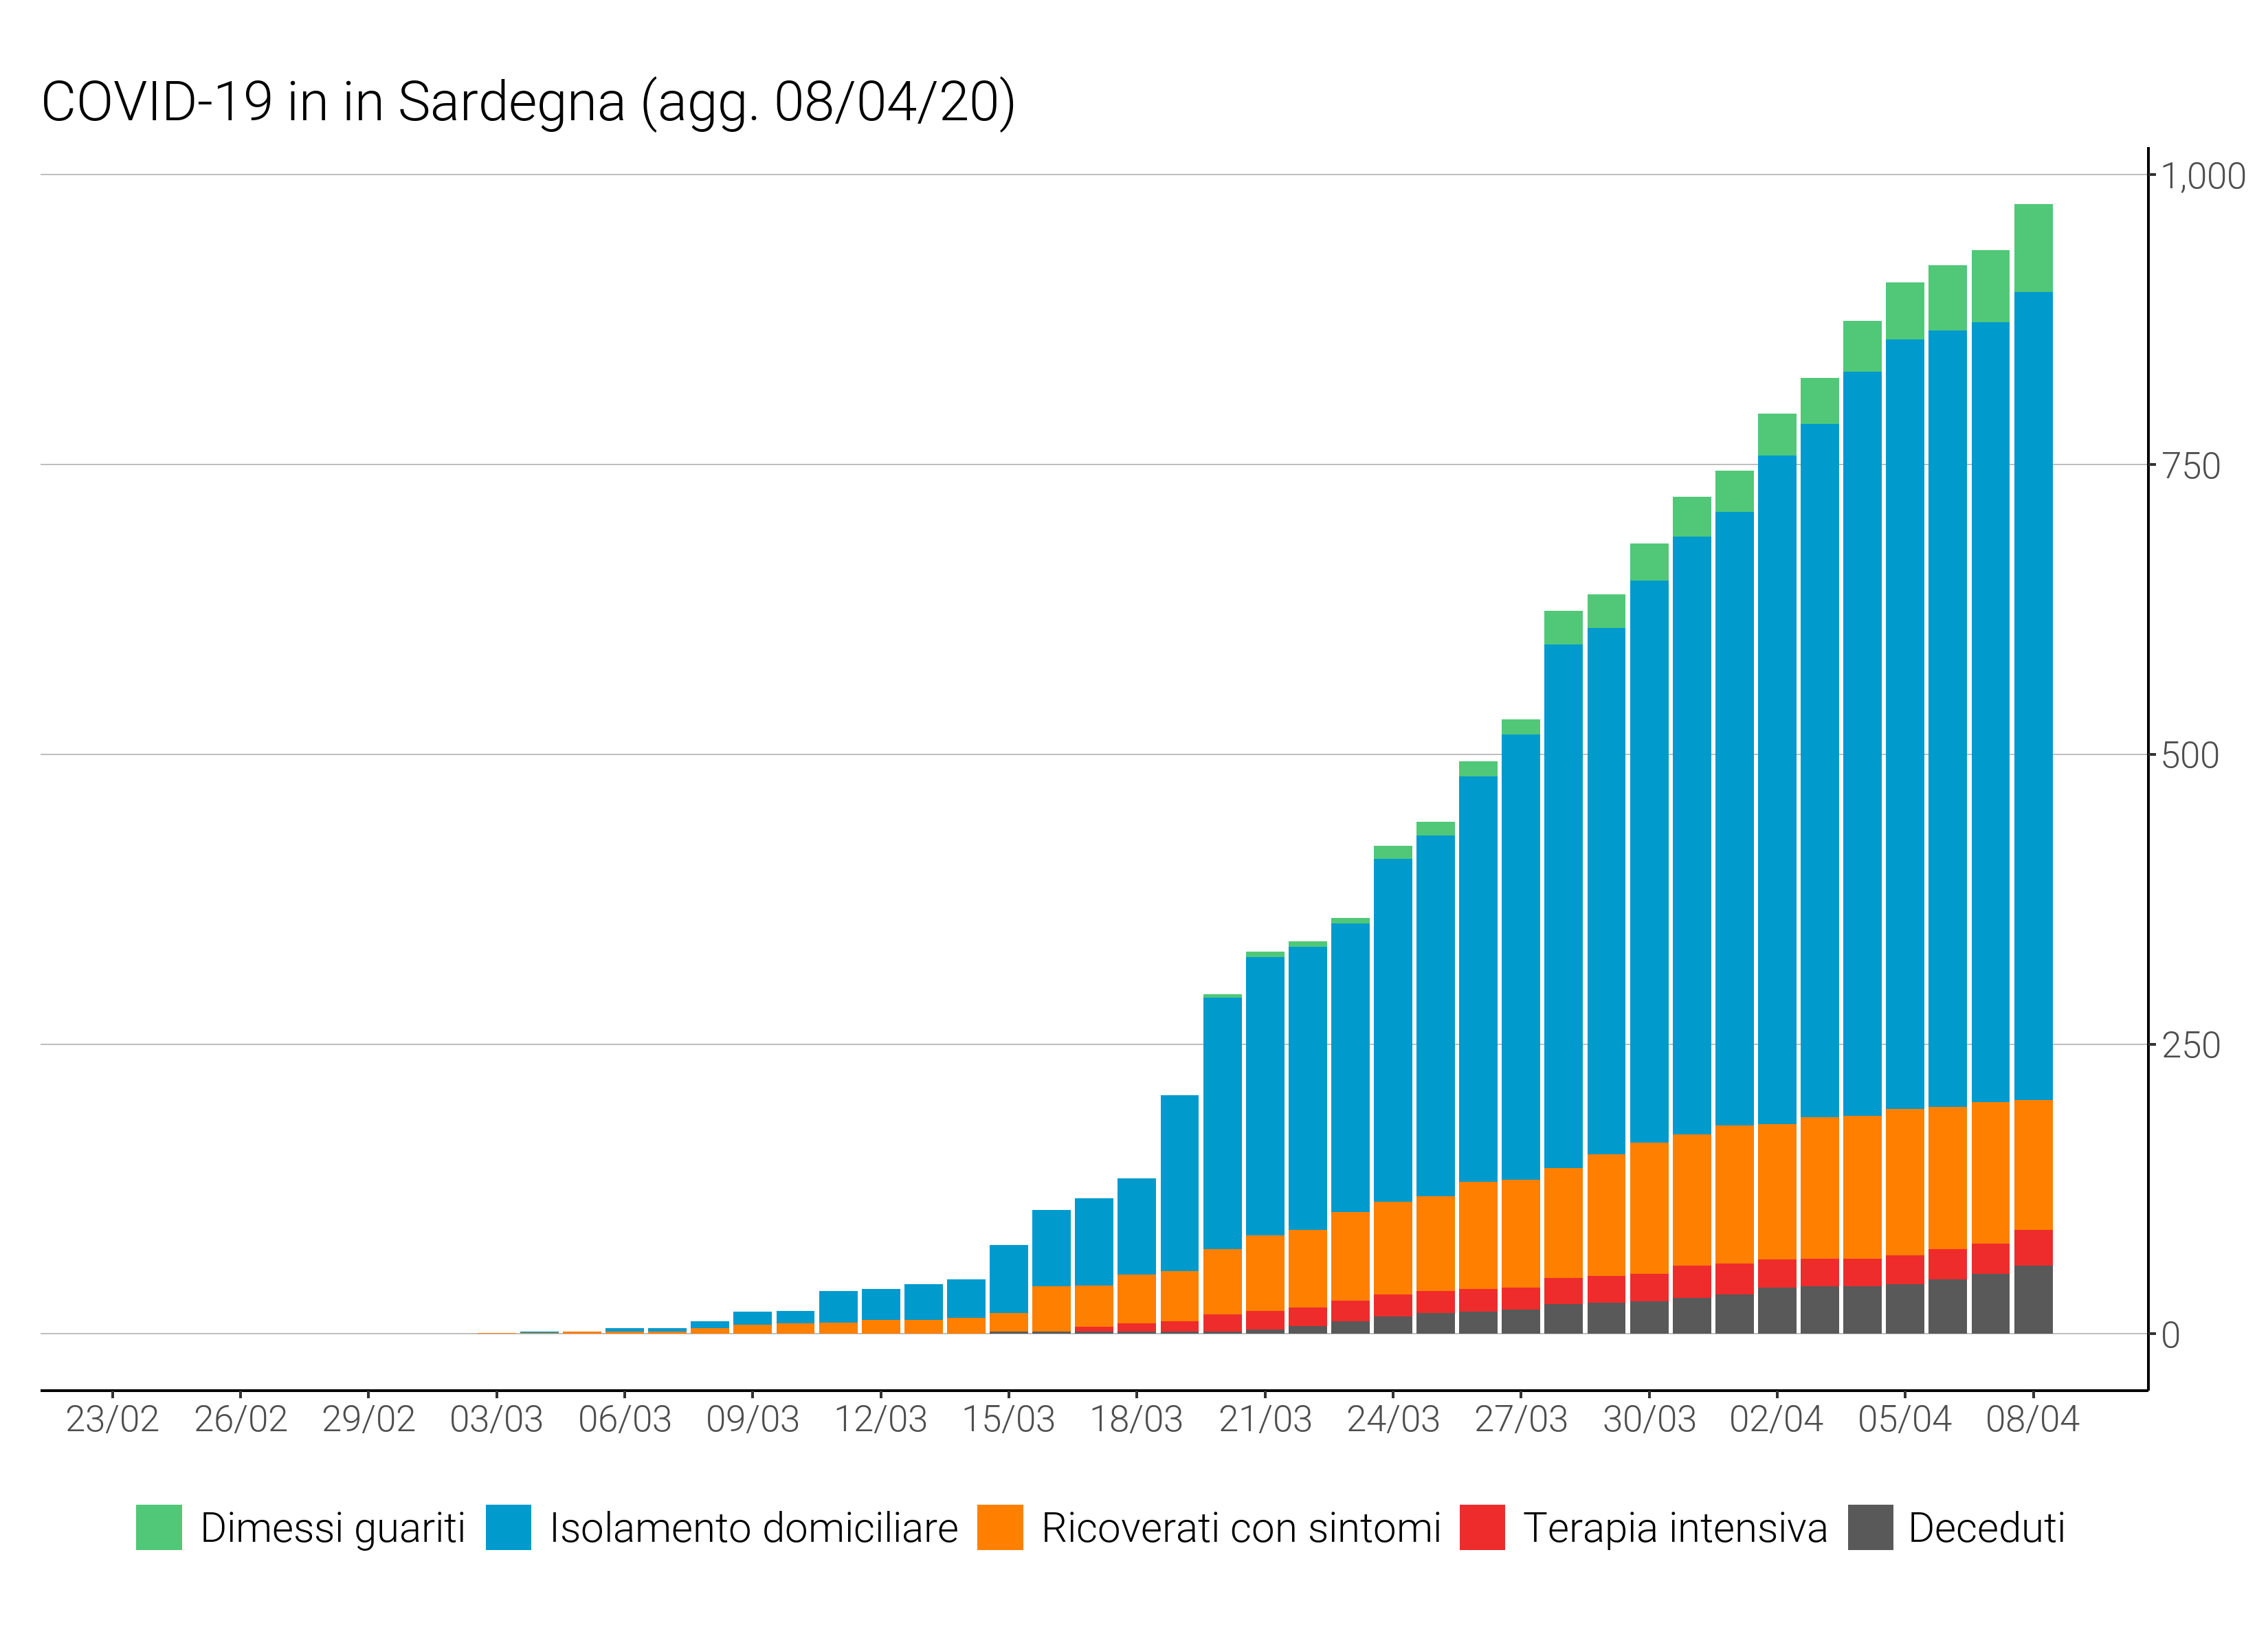 COVID-19 in in Sardegna (agg. 08/04/20)
1,000
750
500
250
0
23/02 26/02 29/02 03/03 06/03 09/03 12/03 15/03 18/03 21/03 24/03 27/03 30/03 02/04 05/04 08/04
Dimessi guariti Isolamento domiciliare Ricoverati con sintomi Terapia intensiva Deceduti